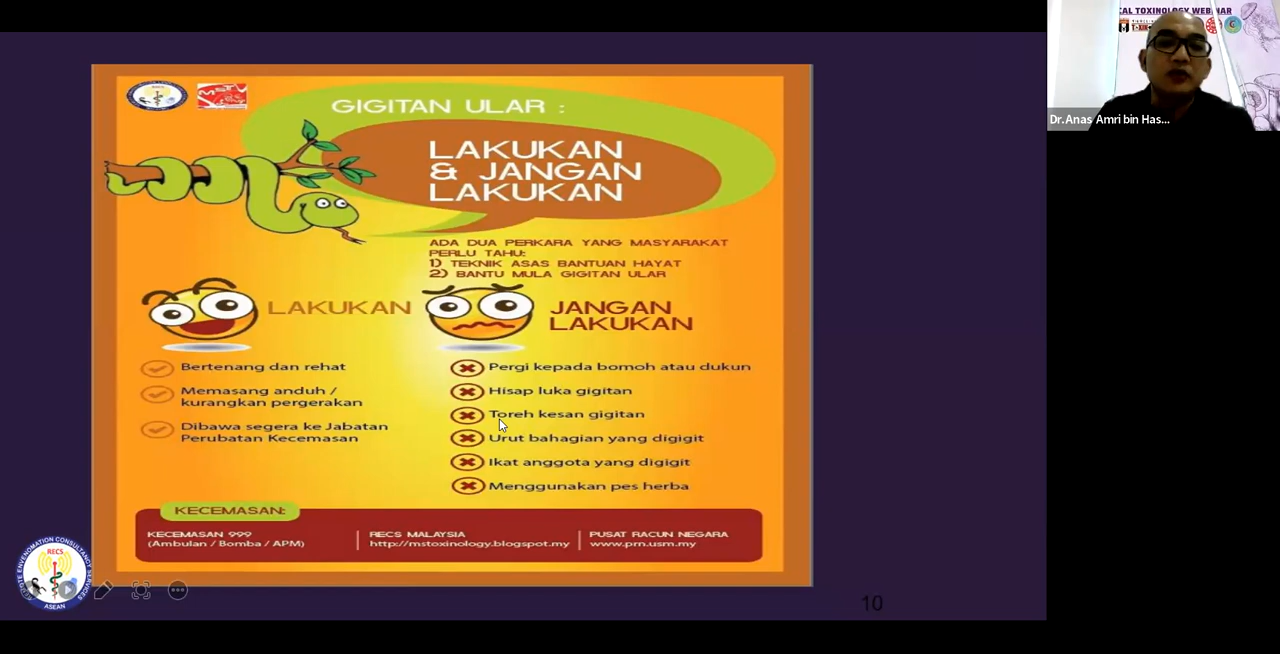 GIGITAN ULAR :
LAKUKAN
& JANGAN
LAKUKAN
ADA DUA PERKARA YANG MASYARAKAT
PERLU TAHU:
1) TEKNIK ASAS BANTUAN HAYAT
2) BANTU MULA GIGITAN ULAR
LAKUKAN
Bertenang dan rehat
Memasang anduh /
kurangkan pergerakan
Dibawa segera ke Jabatan
Perubatan Kecemasan
JANGAN
LAKUKAN
Pergi kepada bomoh atau dukun
Hisap luka gigitan
Toreh kesan gigitan
Urut bahagian yang digigit
Ikat anggota yang digigit
Menggunakan pes herba
KECEMASAN:
KECEMASAN 999
(Ambulan / Bomba / APM)
RECS MALAYSIA
http://mstoxinology.blogspot.my
PUSAT RACUN NEGARA
www.prn.usm.my
RECS
ASEAN
10
CAL TOXINOLOGY WEBINAR
Dr.Anas Amri bin Has...